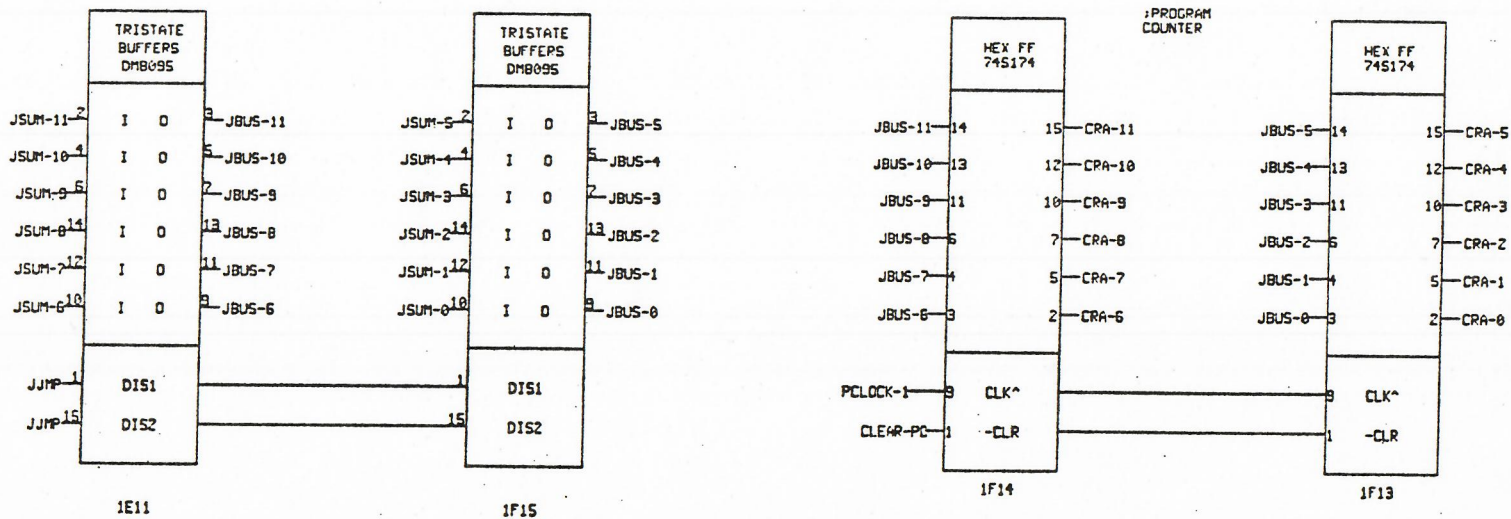 ;PROGRAM
COUNTER
TRISTATE
BUFFERS
DM8095
JSUM-11 2 I O 3 JBUS-11
JSUM-10 4 I O 5 JBUS-10
JSUM-9 6 I O 7 JBUS-9
JSUM-8 14 I O 13 JBUS-8
JSUM-7 12 I O 11 JBUS-7
JSUM-6 10 I O 9 JBUS-6
JJMP 1 DIS1
JJMP 15 DIS2
1E11
TRISTATE
BUFFERS
DM8095
JSUM-5 2 I O 3 JBUS-5
JSUM-4 4 I O 5 JBUS-4
JSUM-3 6 I O 7 JBUS-3
JSUM-2 14 I O 13 JBUS-2
JSUM-1 12 I O 11 JBUS-1
JSUM-0 10 I O 9 JBUS-0
1 DIS1
15 DIS2
1F15
HEX FF
74S174
JBUS-11 14 15 CRA-11
JBUS-10 13 12 CRA-10
JBUS-9 11 10 CRA-9
JBUS-8 6 7 CRA-8
JBUS-7 4 5 CRA-7
JBUS-6 3 2 CRA-6
PCLOCK-1 9 CLK^
CLEAR-PC 1 -CLR
1F14
HEX FF
74S174
JBUS-5 14 15 CRA-5
JBUS-4 13 12 CRA-4
JBUS-3 11 10 CRA-3
JBUS-2 6 7 CRA-2
JBUS-1 4 5 CRA-1
JBUS-0 3 2 CRA-0
9 CLK^
1 -CLR
1F13